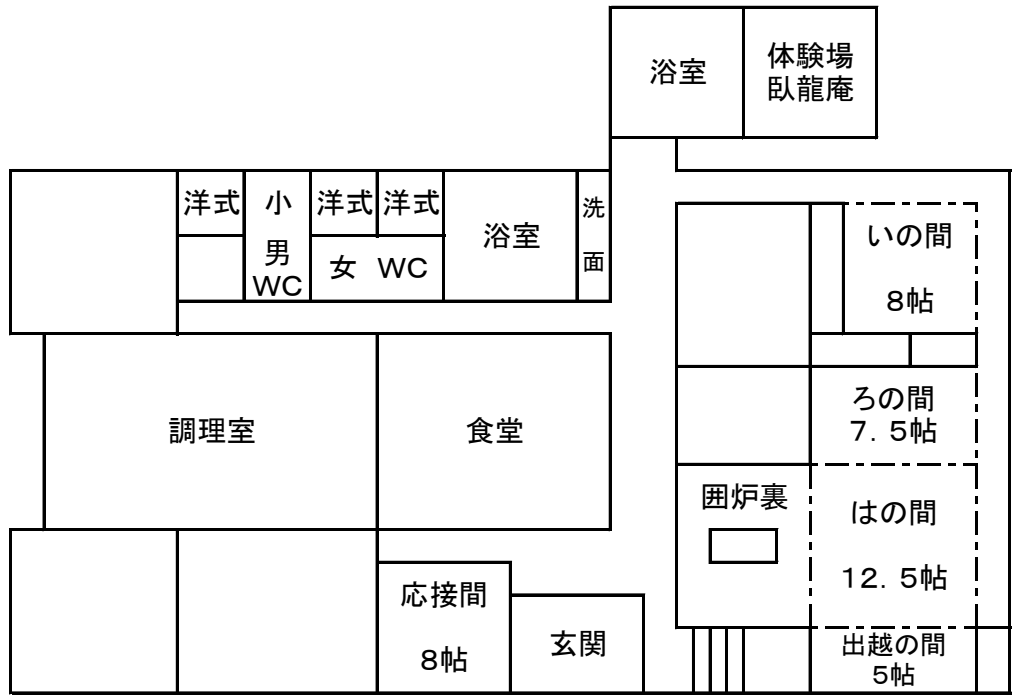 浴室
体験場
臥龍庵
洋式
小
男
WC
洋式
洋式
女 WC
浴室
洗
面
いの間
8帖
ろの間
7.5帖
調理室
食堂
囲炉裏
はの間
12.5帖
応接間
8帖
玄関
出越の間
5帖